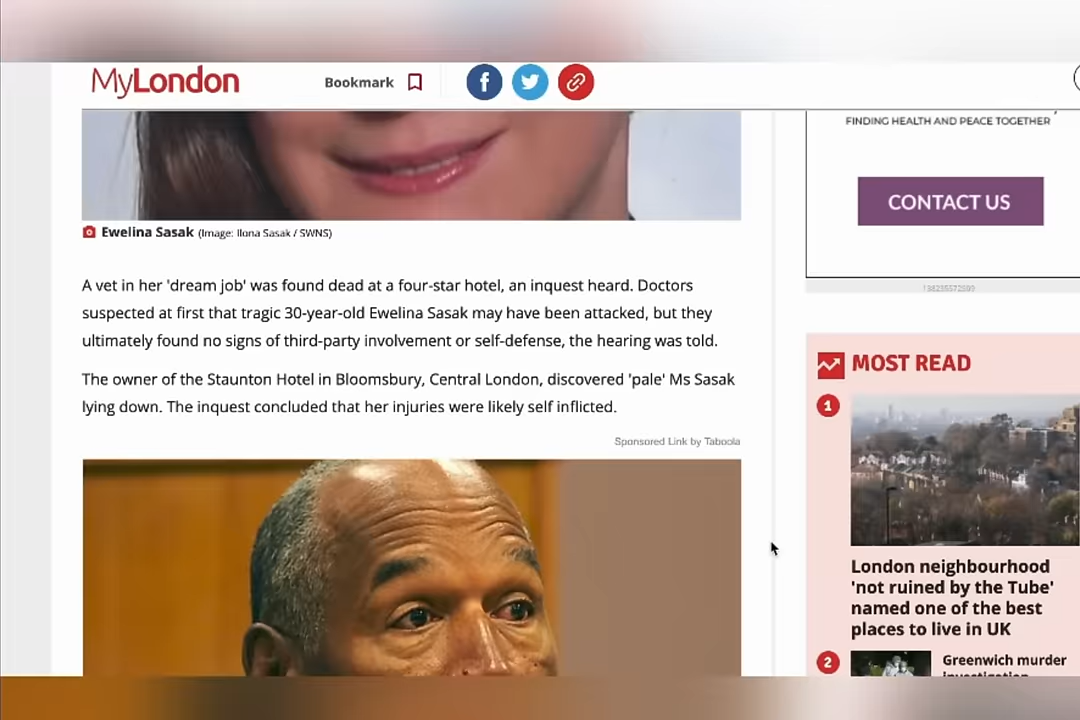 MyLondon
Bookmark
FINDING HEALTH AND PEACE TOGETHER
CONTACT US
Ewelina Sasak (Image: Ilona Sasak / SWNS)
A vet in her 'dream job' was found dead at a four-star hotel, an inquest heard. Doctors
suspected at first that tragic 30-year-old Ewelina Sasak may have been attacked, but they
ultimately found no signs of third-party involvement or self-defense, the hearing was told.
The owner of the Staunton Hotel in Bloomsbury, Central London, discovered 'pale' Ms Sasak
lying down. The inquest concluded that her injuries were likely self inflicted.
Sponsored Link by Taboola
MOST READ
1
London neighbourhood
'not ruined by the Tube'
named one of the best
places to live in UK
2
Greenwich murder
investigation